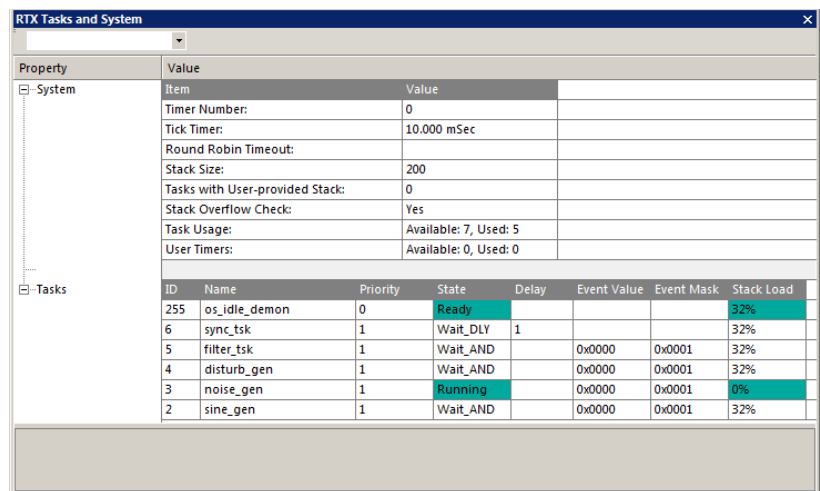 RTX Tasks and System
Property Value
System
Item Value
Timer Number: 0
Tick Timer: 10.000 mSec
Round Robin Timeout:
Stack Size: 200
Tasks with User-provided Stack: 0
Stack Overflow Check: Yes
Task Usage: Available: 7, Used: 5
User Timers: Available: 0, Used: 0
Tasks
ID Name Priority State Delay Event Value Event Mask Stack Load
255 os_idle_demon 0 Ready 32%
6 sync_tsk 1 Wait_DLY 1 32%
5 filter_tsk 1 Wait_AND 0x0000 0x0001 32%
4 disturb_gen 1 Wait_AND 0x0000 0x0001 32%
3 noise_gen 1 Running 0x0000 0x0001 0%
2 sine_gen 1 Wait_AND 0x0000 0x0001 32%